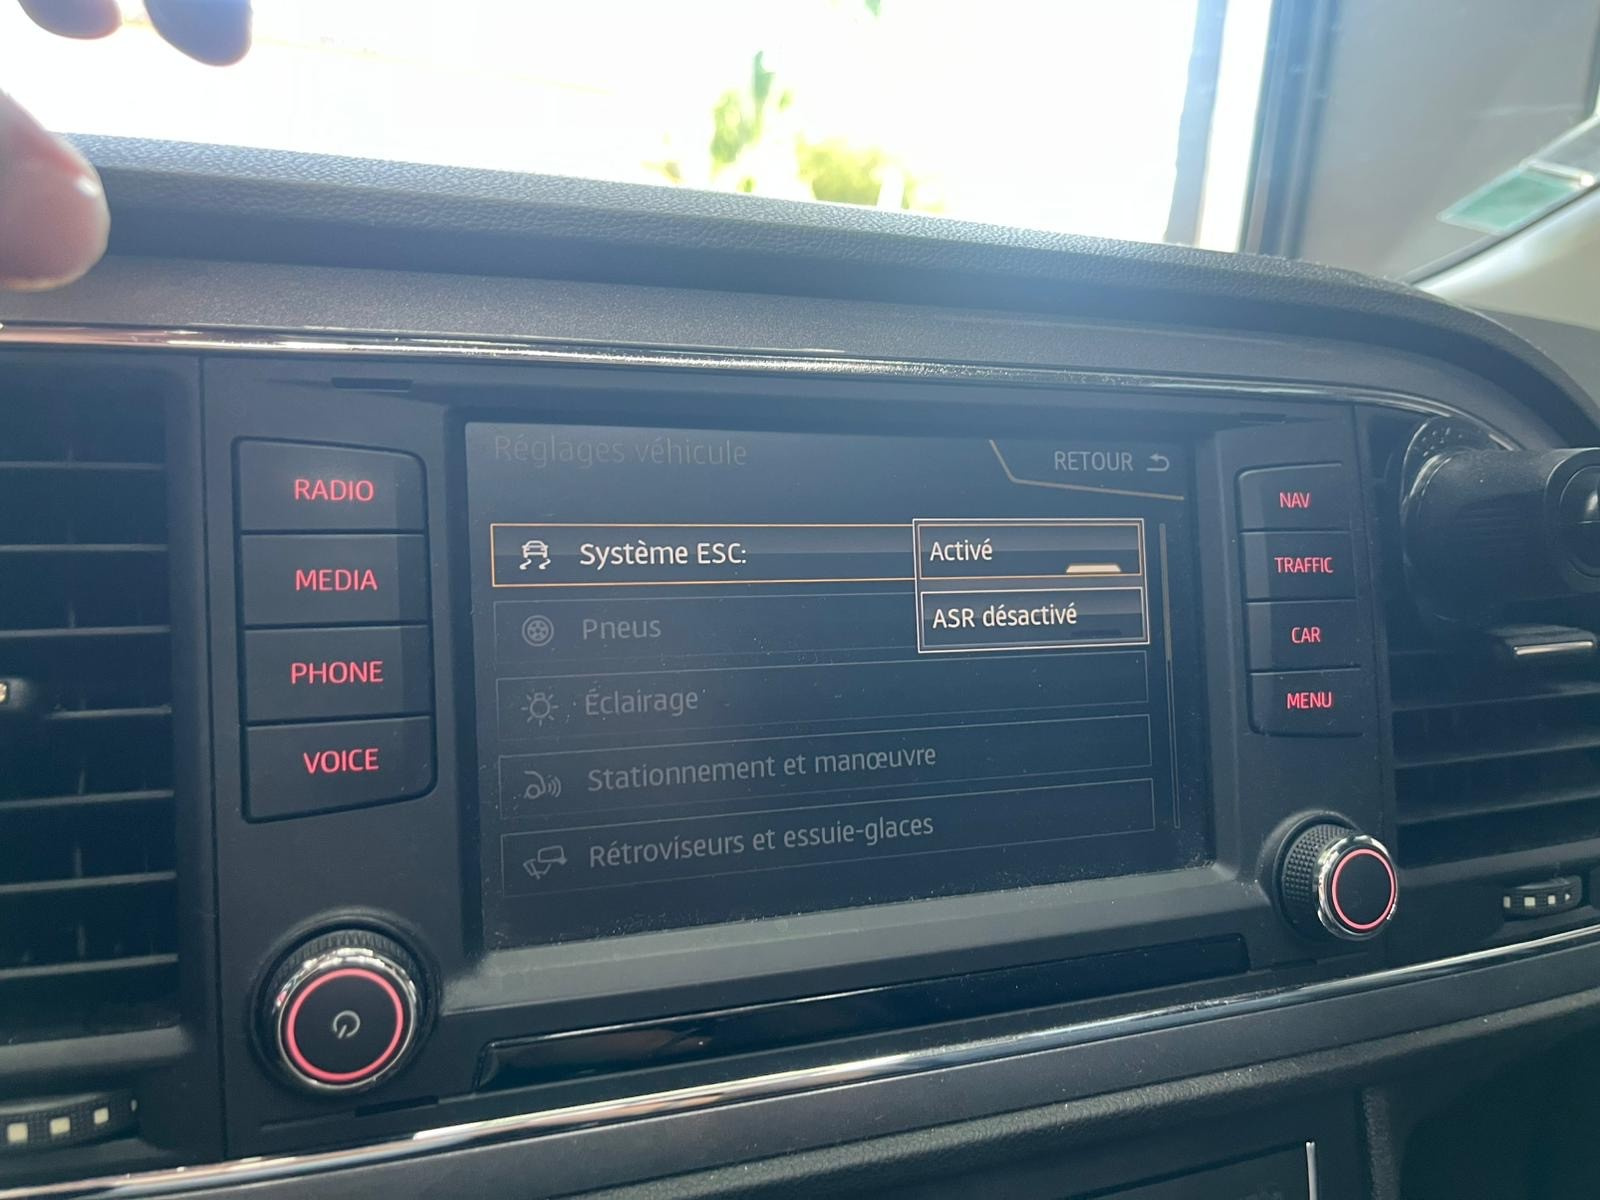 Réglages véhicule
RETOUR
RADIO
MEDIA
PHONE
VOICE
Système ESC:
Activé
ASR désactivé
Pneus
Éclairage
Stationnement et manœuvre
Rétroviseurs et essuie-glaces
NAV
TRAFFIC
CAR
MENU